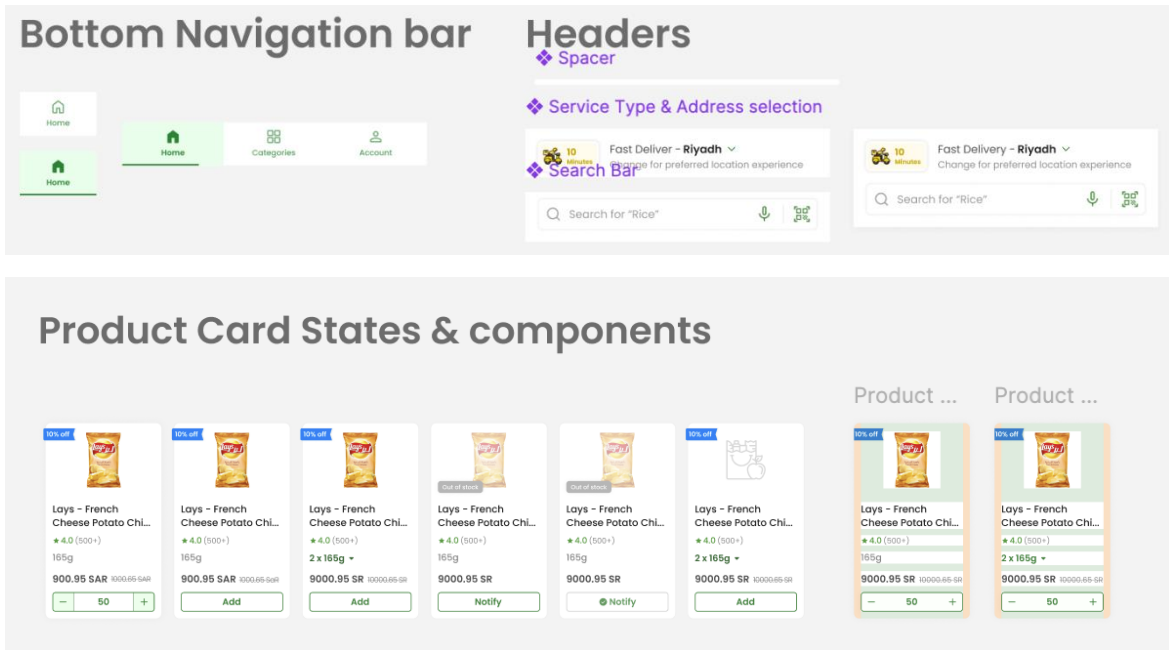 Bottom Navigation bar
Headers
Spacer
Service Type & Address selection
Home
Home
Home
Categories
Account
10
Minutes
Fast Deliver - Riyadh
Change for preferred location experience
Search Bar
Search for "Rice"
10
Minutes
Fast Delivery - Riyadh
Change for preferred location experience
Search for "Rice"
Product Card States & components
Product ...
Product ...
10% off
Lays - French
Cheese Potato Chi...
4.0 (500+)
165g
900.95 SAR 1000.65 SAR
− 50 +
10% off
Lays - French
Cheese Potato Chi...
4.0 (500+)
165g
900.95 SAR 1000.65 SAR
Add
10% off
Lays - French
Cheese Potato Chi...
4.0 (500+)
2 x 165g
9000.95 SR 10000.65 SR
Add
Out of stock
Lays - French
Cheese Potato Chi...
4.0 (500+)
165g
9000.95 SR
Notify
Out of stock
Lays - French
Cheese Potato Chi...
4.0 (500+)
165g
9000.95 SR
Notify
10% off
Lays - French
Cheese Potato Chi...
4.0 (500+)
2 x 165g
9000.95 SR 10000.65 SR
Add
10% off
Lays - French
Cheese Potato Chi...
4.0 (500+)
165g
9000.95 SR 10000.65 SR
− 50 +
10% off
Lays - French
Cheese Potato Chi...
4.0 (500+)
2 x 165g
9000.95 SR 10000.65 SR
− 50 +